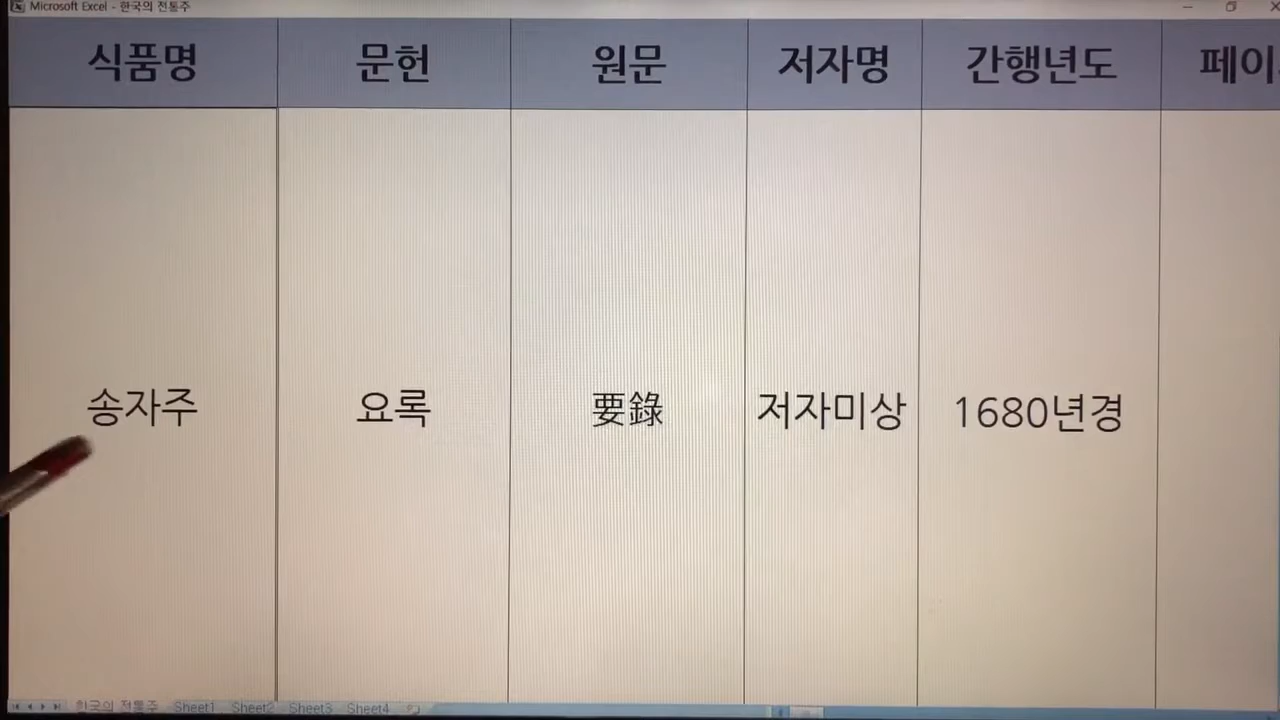 Microsoft Excel - 한국의 전통주
식품명 문헌 원문 저자명 간행년도 페이
송자주 요록 要錄 저자미상 1680년경
한국의 전통주 Sheet1 Sheet2 Sheet3 Sheet4